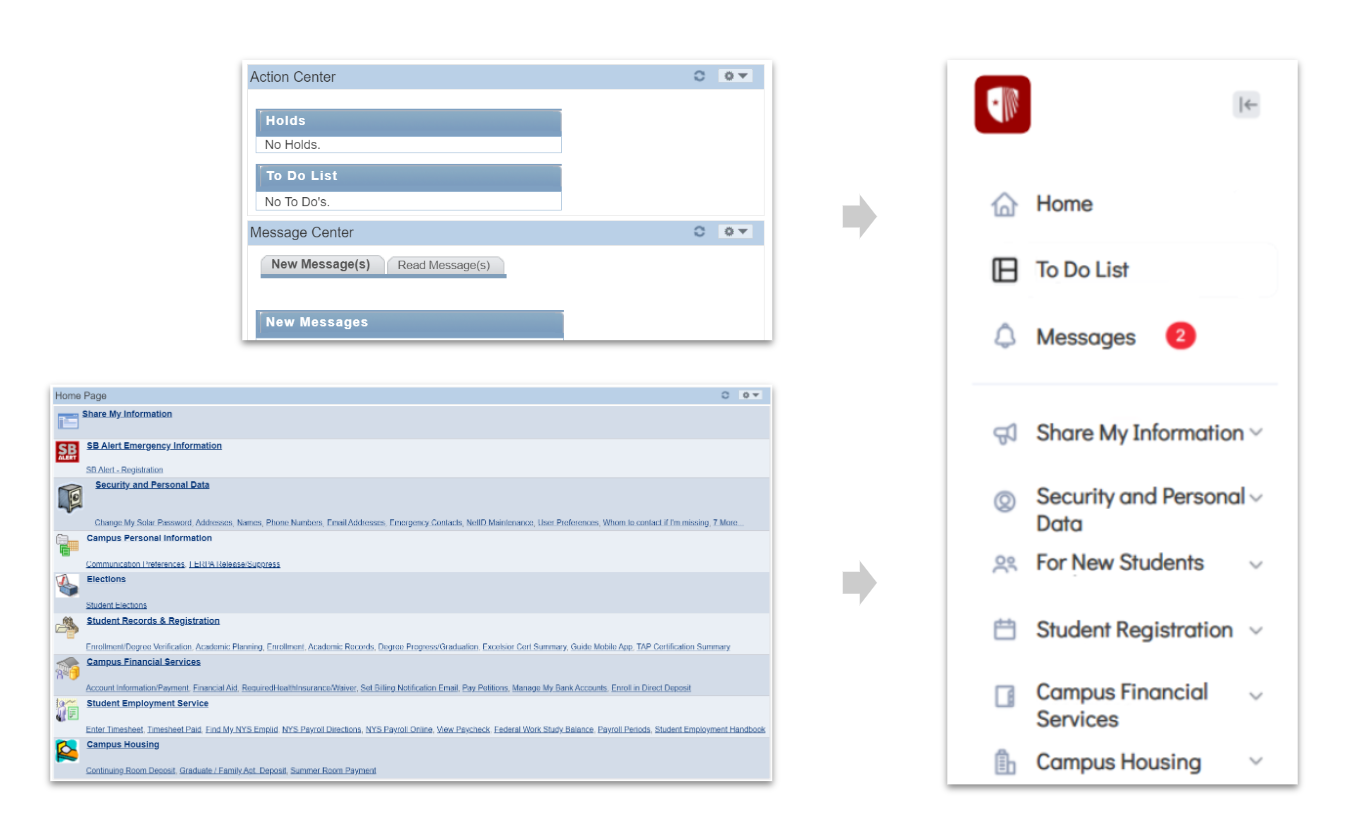 Action Center
Holds
No Holds.
To Do List
No To Do's.
Message Center
New Message(s) Read Message(s)
New Messages
Home Page
Share My Information
SB Alert Emergency Information
SB ALERT
SB Alert - Registration
Security and Personal Data
Change My Solar Password, Addresses, Names, Phone Numbers, Email Addresses, Emergency Contacts, NetID Maintenance, User Preferences, Whom to contact if I'm missing, 7 More...
Campus Personal Information
Communication Preferences, FERPA Release/Suppress
Elections
Student Elections
Student Records & Registration
Enrollment/Degree Verification, Academic Planning, Enrollment, Academic Records, Degree Progress/Graduation, Excelsior Cert Summary, Guide Mobile App, TAP Certification Summary
Campus Financial Services
Account Information/Payment, Financial Aid, RequiredHealthInsurance/Waiver, Set Billing Notification Email, Pay Petitions, Manage My Bank Accounts, Enroll in Direct Deposit
Student Employment Service
Enter Timesheet, Timesheet Paid, Find My NYS Emplid, NYS Payroll Directions, NYS Payroll Online, View Paycheck, Federal Work Study Balance, Payroll Periods, Student Employment Handbook
Campus Housing
Continuing Room Deposit, Graduate / Family Apt. Deposit, Summer Room Payment
Home
To Do List
Messages 2
Share My Information
Security and Personal
Data
For New Students
Student Registration
Campus Financial
Services
Campus Housing